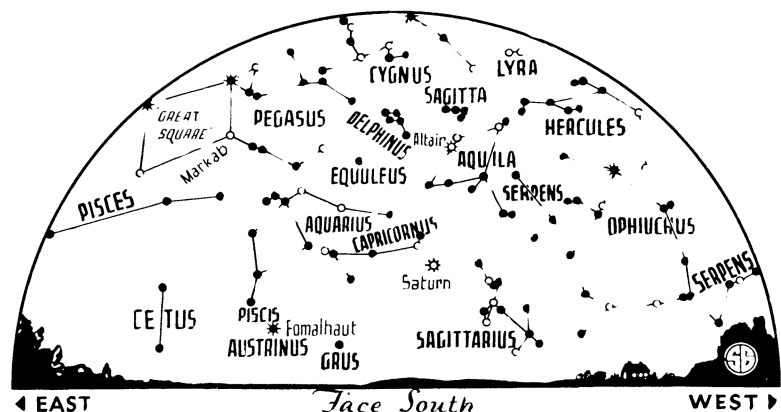 CYGNUS
LYRA
SAGITTA
GREAT
SQUARE
PEGASUS
DELPHINUS
HERCULES
Altair
Markab
EQUULEUS
AQUILA
SERPENS
PISCES
AQUARIUS
CAPRICORNUS
OPHIUCHUS
Saturn
SERPENS
CETUS
PISCIS
AUSTRINUS
Fomalhaut
GRUS
SAGITTARIUS
EAST
Face South
WEST